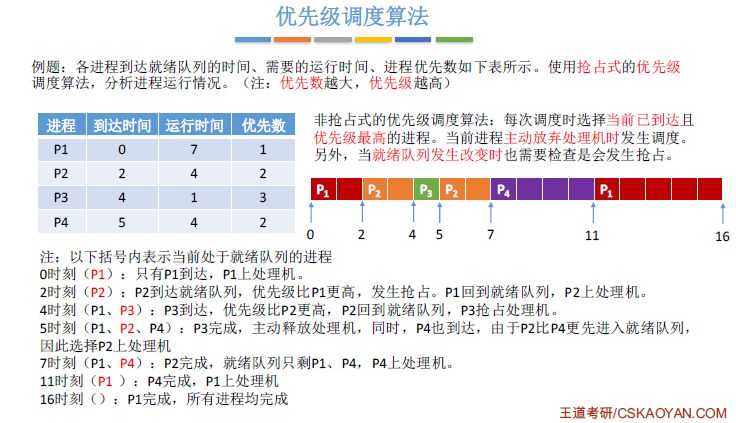 优先级调度算法
例题：各进程到达就绪队列的时间、需要的运行时间、进程优先数如下表所示。使用抢占式的优先级
调度算法，分析进程运行情况。（注：优先数越大，优先级越高）
进程 到达时间 运行时间 优先数
P1 0 7 1
P2 2 4 2
P3 4 1 3
P4 5 4 2
非抢占式的优先级调度算法：每次调度时选择当前已到达且
优先级最高的进程。当前进程主动放弃处理机时发生调度。
另外，当就绪队列发生改变时也需要检查是会发生抢占。
P1 P2 P3 P2 P4 P1
0 2 4 5 7 11 16
注：以下括号内表示当前处于就绪队列的进程
0时刻（P1）：只有P1到达，P1上处理机。
2时刻（P2）：P2到达就绪队列，优先级比P1更高，发生抢占。P1回到就绪队列，P2上处理机。
4时刻（P1、P3）：P3到达，优先级比P2更高，P2回到就绪队列，P3抢占处理机。
5时刻（P1、P2、P4）：P3完成，主动释放处理机，同时，P4也到达，由于P2比P4更先进入就绪队列，
因此选择P2上处理机
7时刻（P1、P4）：P2完成，就绪队列只剩P1、P4，P4上处理机。
11时刻（P1 ）：P4完成，P1上处理机
16时刻（）：P1完成，所有进程均完成
王道考研/CSKAOYAN.COM